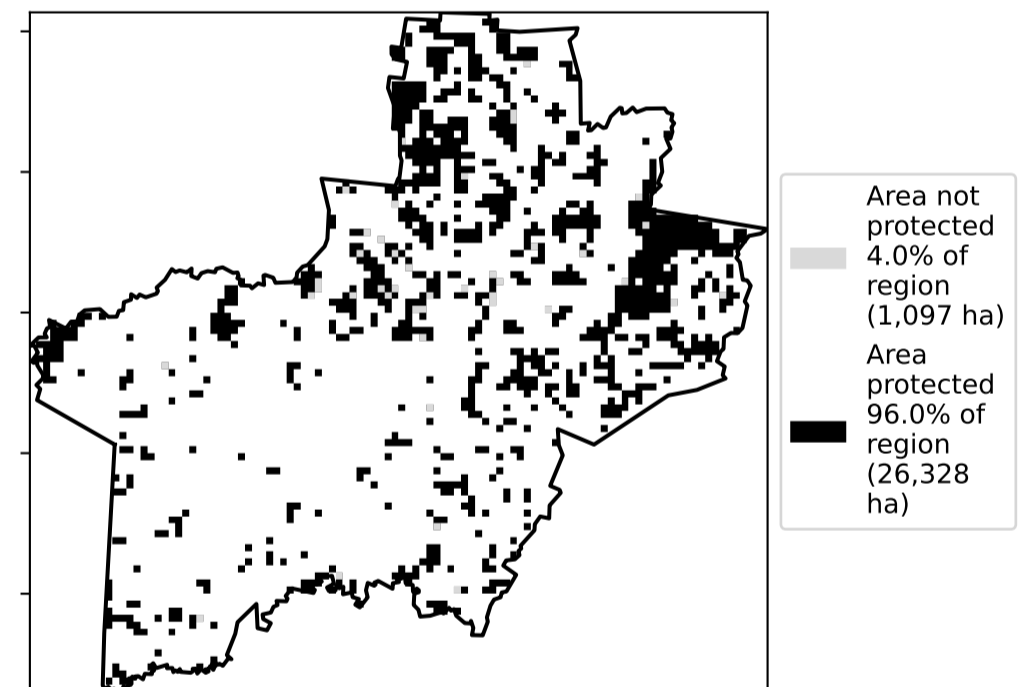 Area not
protected
4.0% of
region
(1,097 ha)
Area
protected
96.0% of
region
(26,328
ha)